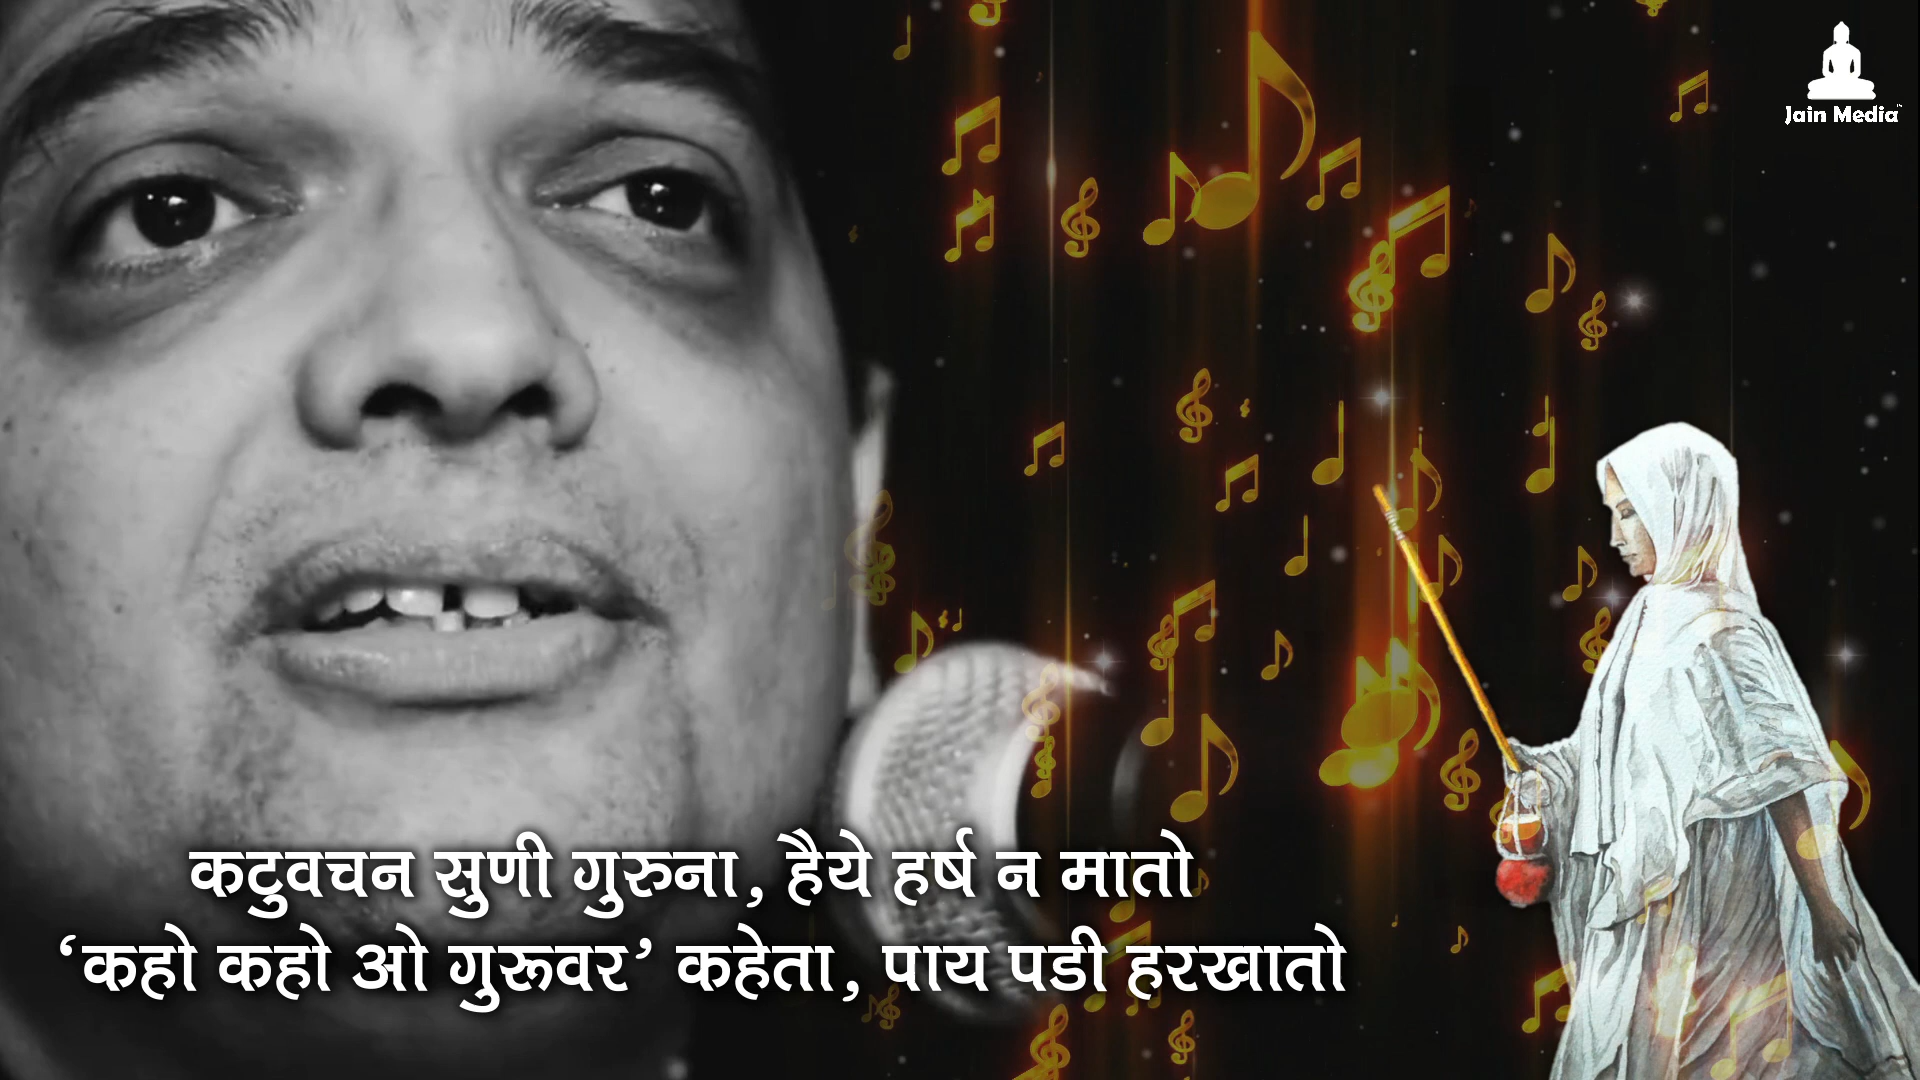 Jain Media
कटुवचन सुणी गुरुना, हैये हर्ष न मातो
‘कहो कहो ओ गुरूवर’ कहेता, पाय पडी हरखातो